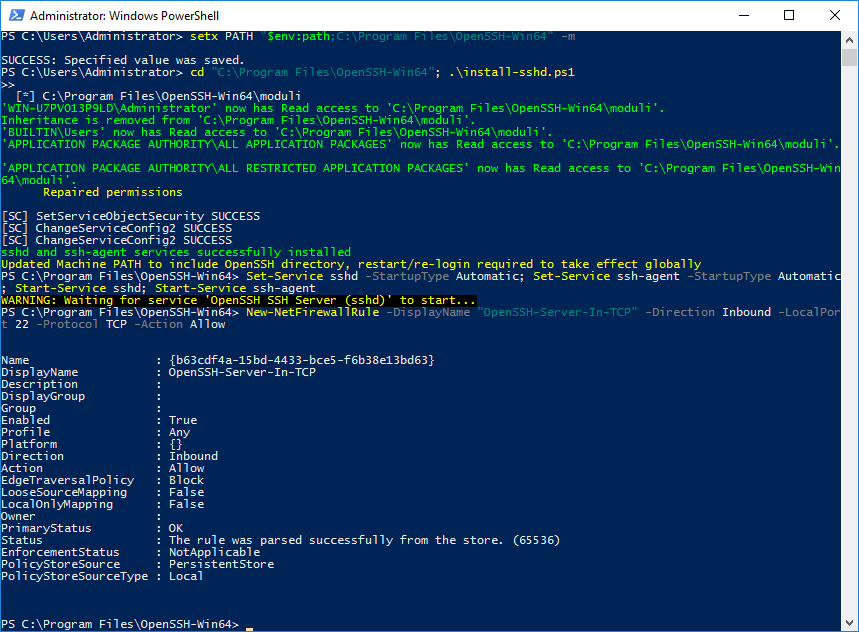 Administrator: Windows PowerShell
PS C:\Users\Administrator> setx PATH "$env:path;C:\Program Files\OpenSSH-Win64" -m
SUCCESS: Specified value was saved.
PS C:\Users\Administrator> cd "C:\Program Files\OpenSSH-Win64"; .\install-sshd.ps1
>>
  [*] C:\Program Files\OpenSSH-Win64\moduli
'WIN-U7PVO13P9LD\Administrator' now has Read access to 'C:\Program Files\OpenSSH-Win64\moduli'.
Inheritance is removed from 'C:\Program Files\OpenSSH-Win64\moduli'.
'BUILTIN\Users' now has Read access to 'C:\Program Files\OpenSSH-Win64\moduli'.
'APPLICATION PACKAGE AUTHORITY\ALL APPLICATION PACKAGES' now has Read access to 'C:\Program Files\OpenSSH-Win64\moduli'.
'APPLICATION PACKAGE AUTHORITY\ALL RESTRICTED APPLICATION PACKAGES' now has Read access to 'C:\Program Files\OpenSSH-Win
64\moduli'.
      Repaired permissions
[SC] SetServiceObjectSecurity SUCCESS
[SC] ChangeServiceConfig2 SUCCESS
[SC] ChangeServiceConfig2 SUCCESS
sshd and ssh-agent services successfully installed
Updated Machine PATH to include OpenSSH directory, restart/re-login required to take effect globally
PS C:\Program Files\OpenSSH-Win64> Set-Service sshd -StartupType Automatic; Set-Service ssh-agent -StartupType Automatic
; Start-Service sshd; Start-Service ssh-agent
WARNING: Waiting for service 'OpenSSH SSH Server (sshd)' to start...
PS C:\Program Files\OpenSSH-Win64> New-NetFirewallRule -DisplayName "OpenSSH-Server-In-TCP" -Direction Inbound -LocalPor
t 22 -Protocol TCP -Action Allow
Name                  : {b63cdf4a-15bd-4433-bce5-f6b38e13bd63}
DisplayName           : OpenSSH-Server-In-TCP
Description           :
DisplayGroup          :
Group                 :
Enabled               : True
Profile               : Any
Platform              : {}
Direction             : Inbound
Action                : Allow
EdgeTraversalPolicy   : Block
LooseSourceMapping    : False
LocalOnlyMapping      : False
Owner                 :
PrimaryStatus         : OK
Status                : The rule was parsed successfully from the store. (65536)
EnforcementStatus     : NotApplicable
PolicyStoreSource     : PersistentStore
PolicyStoreSourceType : Local
PS C:\Program Files\OpenSSH-Win64> _